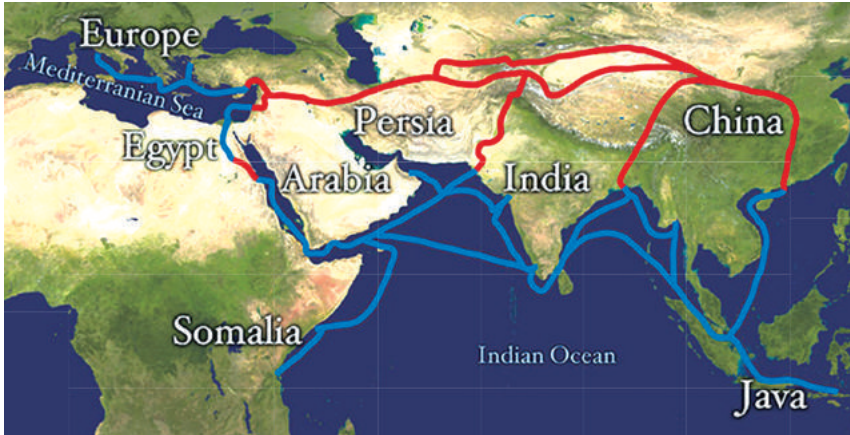 Europe
Mediterranean Sea
Egypt
Arabia
Persia
India
China
Somalia
Indian Ocean
Java